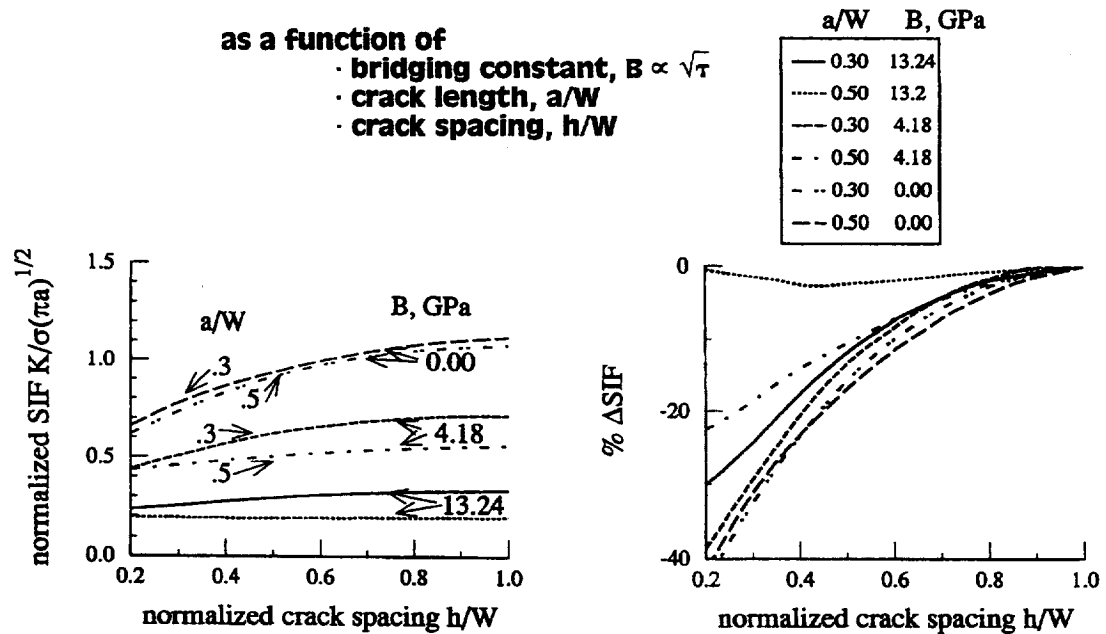 as a function of
· bridging constant, B ∝ √τ
· crack length, a/W
· crack spacing, h/W
a/W B, GPa
0.30 13.24
0.50 13.2
0.30 4.18
0.50 4.18
0.30 0.00
0.50 0.00
normalized SIF K/σ(πa)^1/2
1.5
1.0
0.5
0.0
a/W B, GPa
.3
.5
0.00
.3
.5
4.18
13.24
0.2 0.4 0.6 0.8 1.0
normalized crack spacing h/W
% ΔSIF
0
-20
-40
0.2 0.4 0.6 0.8 1.0
normalized crack spacing h/W